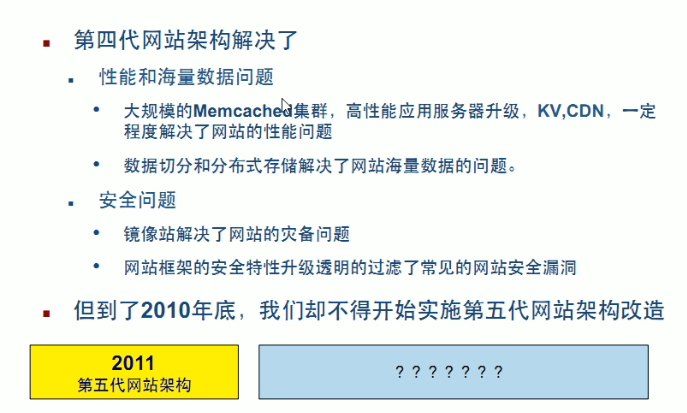 第四代网站架构解决了
性能和海量数据问题
大规模的Memcached集群，高性能应用服务器升级，KV,CDN，一定
程度解决了网站的性能问题
数据切分和分布式存储解决了网站海量数据的问题。
安全问题
镜像站解决了网站的灾备问题
网站框架的安全特性升级透明的过滤了常见的网站安全漏洞
但到了2010年底，我们却不得开始实施第五代网站架构改造
2011
第五代网站架构
？？？？？？？